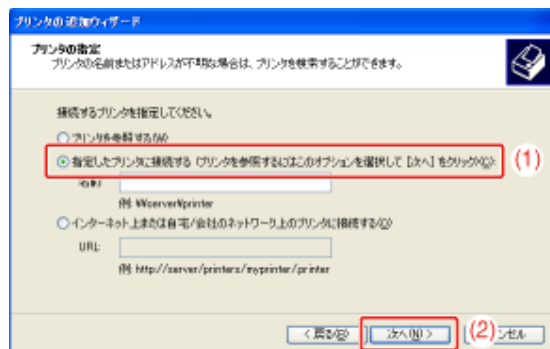 プリンタの追加ウィザード
プリンタの指定
プリンタの名前またはアドレスが不明な場合は、プリンタを検索することができます。
接続するプリンタを指定してください。
プリンタを参照する(W)
指定したプリンタに接続する (プリンタを参照するにはこのオプションを選択して [次へ] をクリック)(C):
(1)
名前:
例: ¥¥server¥printer
インターネット上または自宅/会社のネットワーク上のプリンタに接続する(O):
URL:
例: http://server/printers/myprinter/printer
< 戻る(B)
次へ(N) >
(2)
ンセル